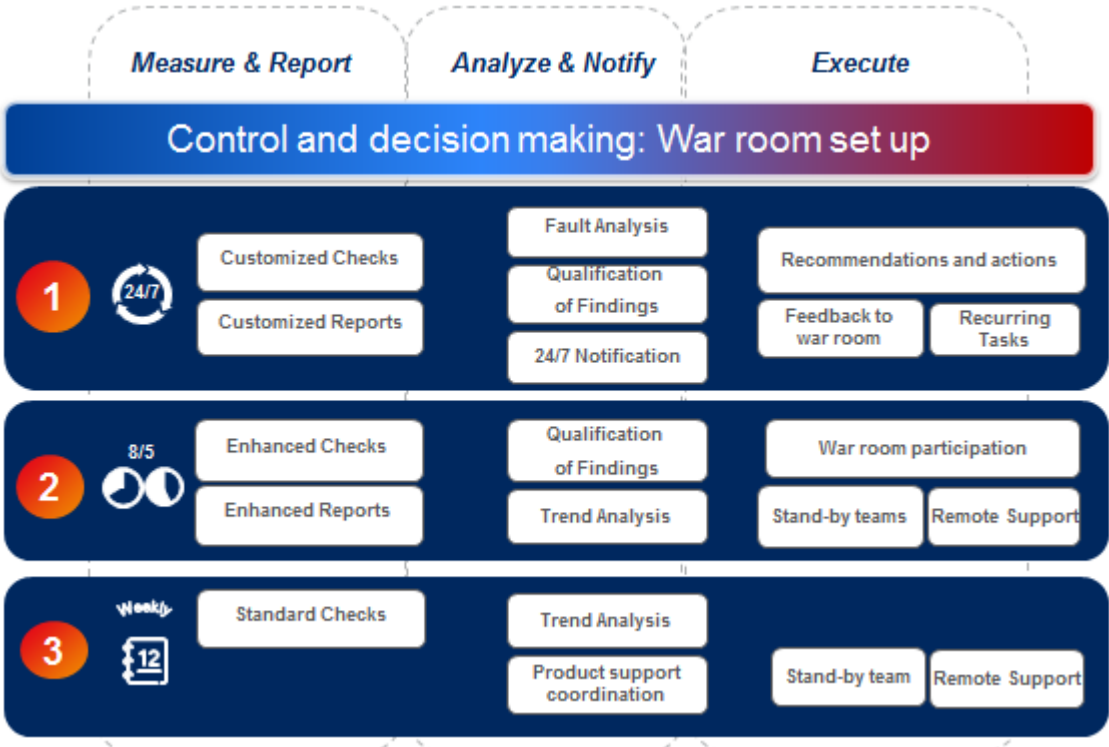 Measure & Report
Analyze & Notify
Execute
Control and decision making: War room set up
1
24/7
Customized Checks
Customized Reports
Fault Analysis
Qualification
of Findings
24/7 Notification
Recommendations and actions
Feedback to
war room
Recurring
Tasks
2
8/5
Enhanced Checks
Enhanced Reports
Qualification
of Findings
Trend Analysis
War room participation
Stand-by teams
Remote Support
3
Weekly
12
Standard Checks
Trend Analysis
Product support
coordination
Stand-by team
Remote Support